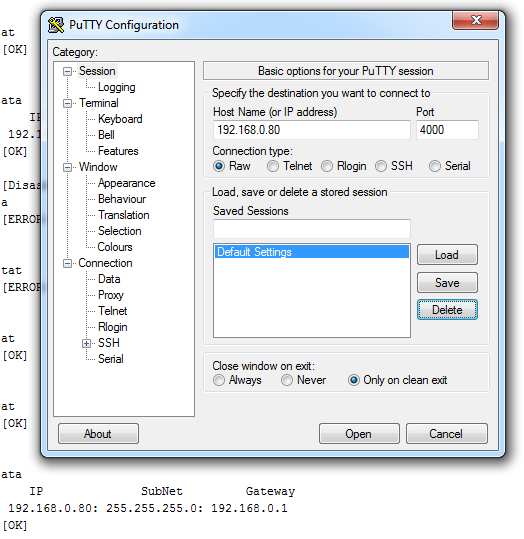 PuTTY Configuration
at
[OK]
Category:
Session
Logging
Terminal
Keyboard
Bell
Features
Window
Appearance
Behaviour
Translation
Selection
Colours
Connection
Data
Proxy
Telnet
Rlogin
SSH
Serial
Basic options for your PuTTY session
Specify the destination you want to connect to
Host Name (or IP address) Port
192.168.0.80 4000
Connection type:
Raw Telnet Rlogin SSH Serial
Load, save or delete a stored session
Saved Sessions
Default Settings
Load
Save
Delete
Close window on exit:
Always Never Only on clean exit
About Open Cancel
ata
192.1
[OK]
a
tat
at
[OK]
at
[OK]
ata
IP SubNet Gateway
192.168.0.80: 255.255.255.0: 192.168.0.1
[OK]